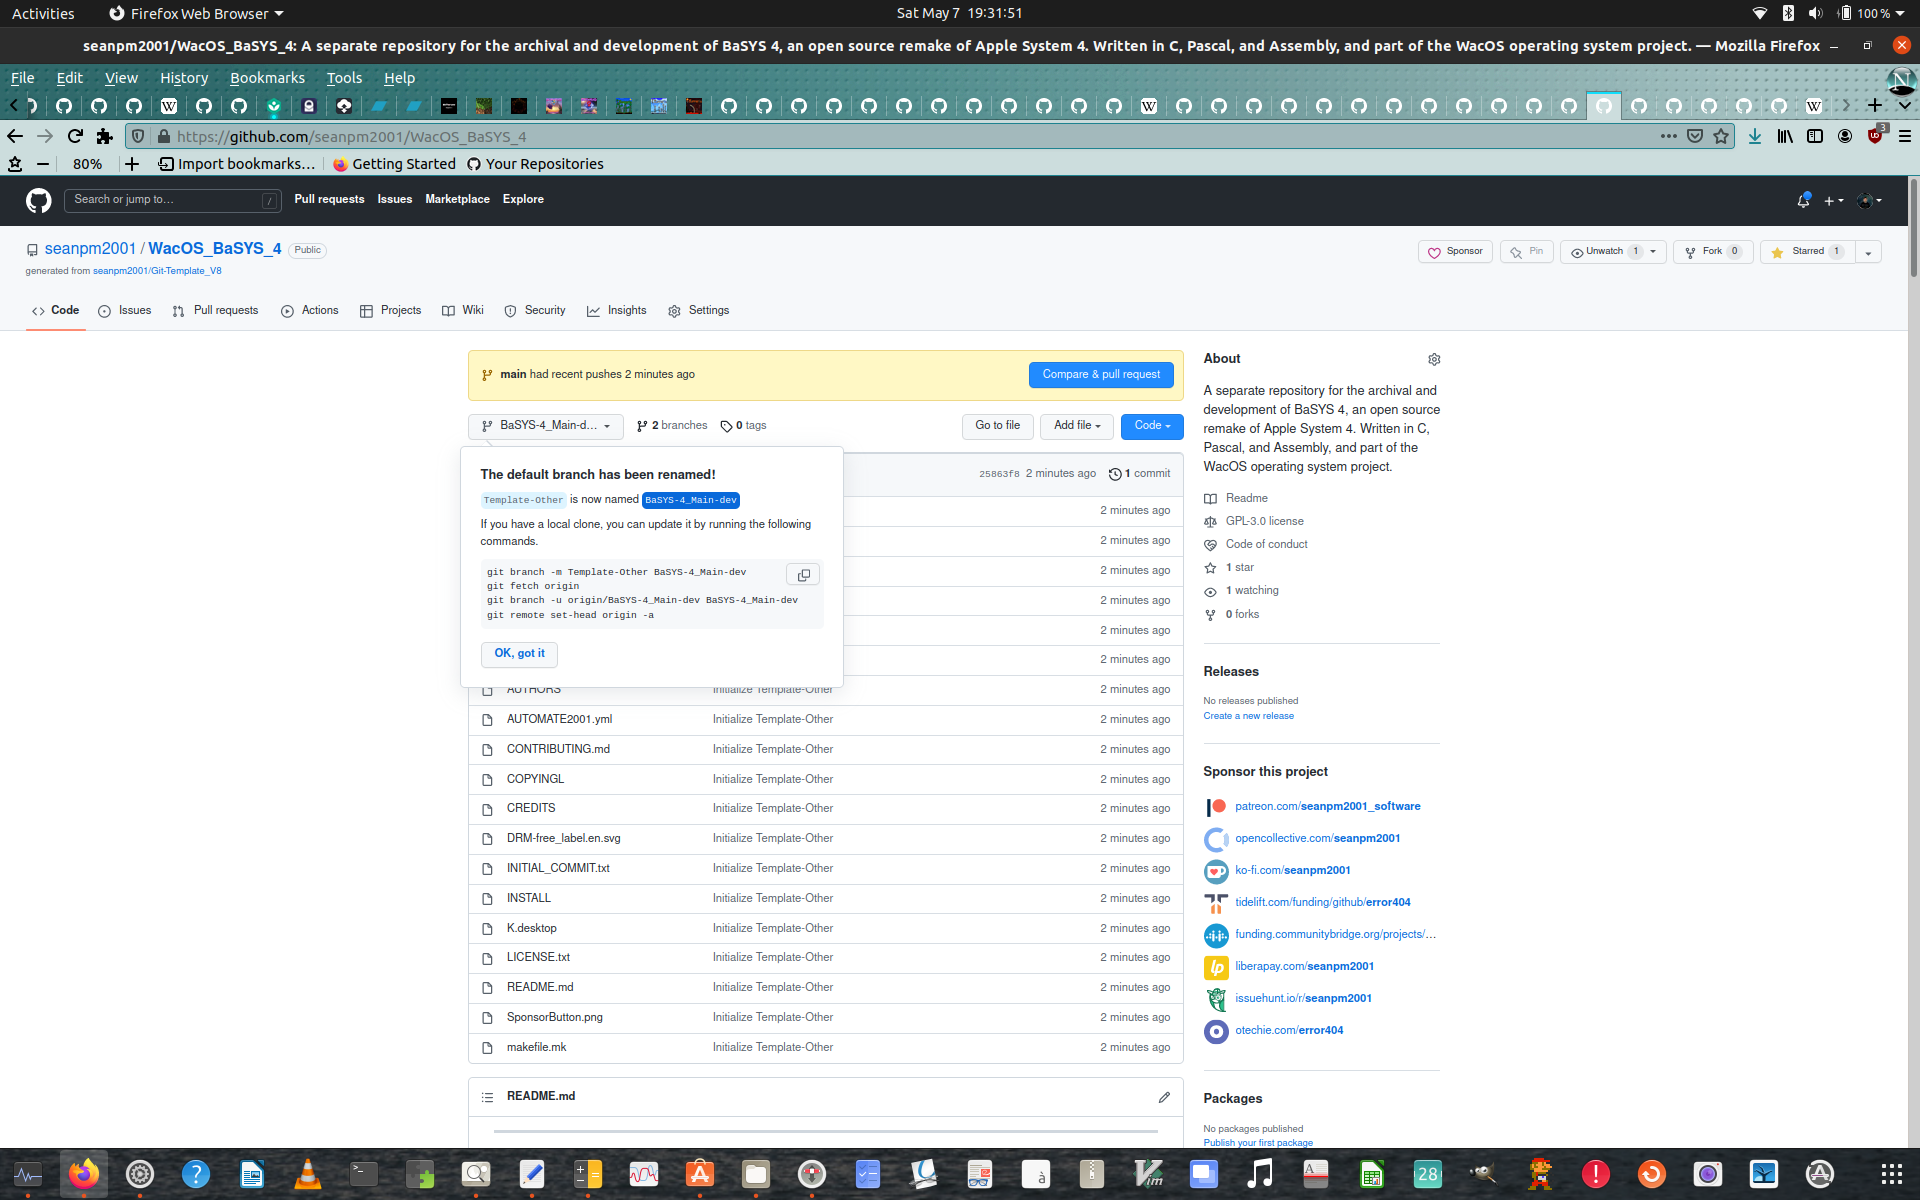 Activities
Firefox Web Browser
Sat May 7  19:31:51
100 %
seanpm2001/WacOS_BaSYS_4: A separate repository for the archival and development of BaSYS 4, an open source remake of Apple System 4. Written in C, Pascal, and Assembly, and part of the WacOS operating system project. — Mozilla Firefox
File Edit View History Bookmarks Tools Help
https://github.com/seanpm2001/WacOS_BaSYS_4
3
80%
Import bookmarks...
Getting Started
Your Repositories
Search or jump to...
/
Pull requests
Issues
Marketplace
Explore
seanpm2001 / WacOS_BaSYS_4
Public
generated from seanpm2001/Git-Template_V8
Sponsor
Pin
Unwatch 1
Fork 0
Starred 1
Code
Issues
Pull requests
Actions
Projects
Wiki
Security
Insights
Settings
main had recent pushes 2 minutes ago
Compare & pull request
BaSYS-4_Main-d...
2 branches
0 tags
Go to file
Add file
Code
25863f8 2 minutes ago
1 commit
The default branch has been renamed!
Template-Other is now named BaSYS-4_Main-dev
If you have a local clone, you can update it by running the following
commands.
git branch -m Template-Other BaSYS-4_Main-dev
git fetch origin
git branch -u origin/BaSYS-4_Main-dev BaSYS-4_Main-dev
git remote set-head origin -a
OK, got it
2 minutes ago
2 minutes ago
2 minutes ago
2 minutes ago
2 minutes ago
2 minutes ago
AUTHORS Initialize Template-Other 2 minutes ago
AUTOMATE2001.yml Initialize Template-Other 2 minutes ago
CONTRIBUTING.md Initialize Template-Other 2 minutes ago
COPYINGL Initialize Template-Other 2 minutes ago
CREDITS Initialize Template-Other 2 minutes ago
DRM-free_label.en.svg Initialize Template-Other 2 minutes ago
INITIAL_COMMIT.txt Initialize Template-Other 2 minutes ago
INSTALL Initialize Template-Other 2 minutes ago
K.desktop Initialize Template-Other 2 minutes ago
LICENSE.txt Initialize Template-Other 2 minutes ago
README.md Initialize Template-Other 2 minutes ago
SponsorButton.png Initialize Template-Other 2 minutes ago
makefile.mk Initialize Template-Other 2 minutes ago
README.md
About
A separate repository for the archival and
development of BaSYS 4, an open source
remake of Apple System 4. Written in C,
Pascal, and Assembly, and part of the
WacOS operating system project.
Readme
GPL-3.0 license
Code of conduct
1 star
1 watching
0 forks
Releases
No releases published
Create a new release
Sponsor this project
patreon.com/seanpm2001_software
opencollective.com/seanpm2001
ko-fi.com/seanpm2001
tidelift.com/funding/github/error404
funding.communitybridge.org/projects/...
liberapay.com/seanpm2001
issuehunt.io/r/seanpm2001
otechie.com/error404
Packages
No packages published
Publish your first package
28